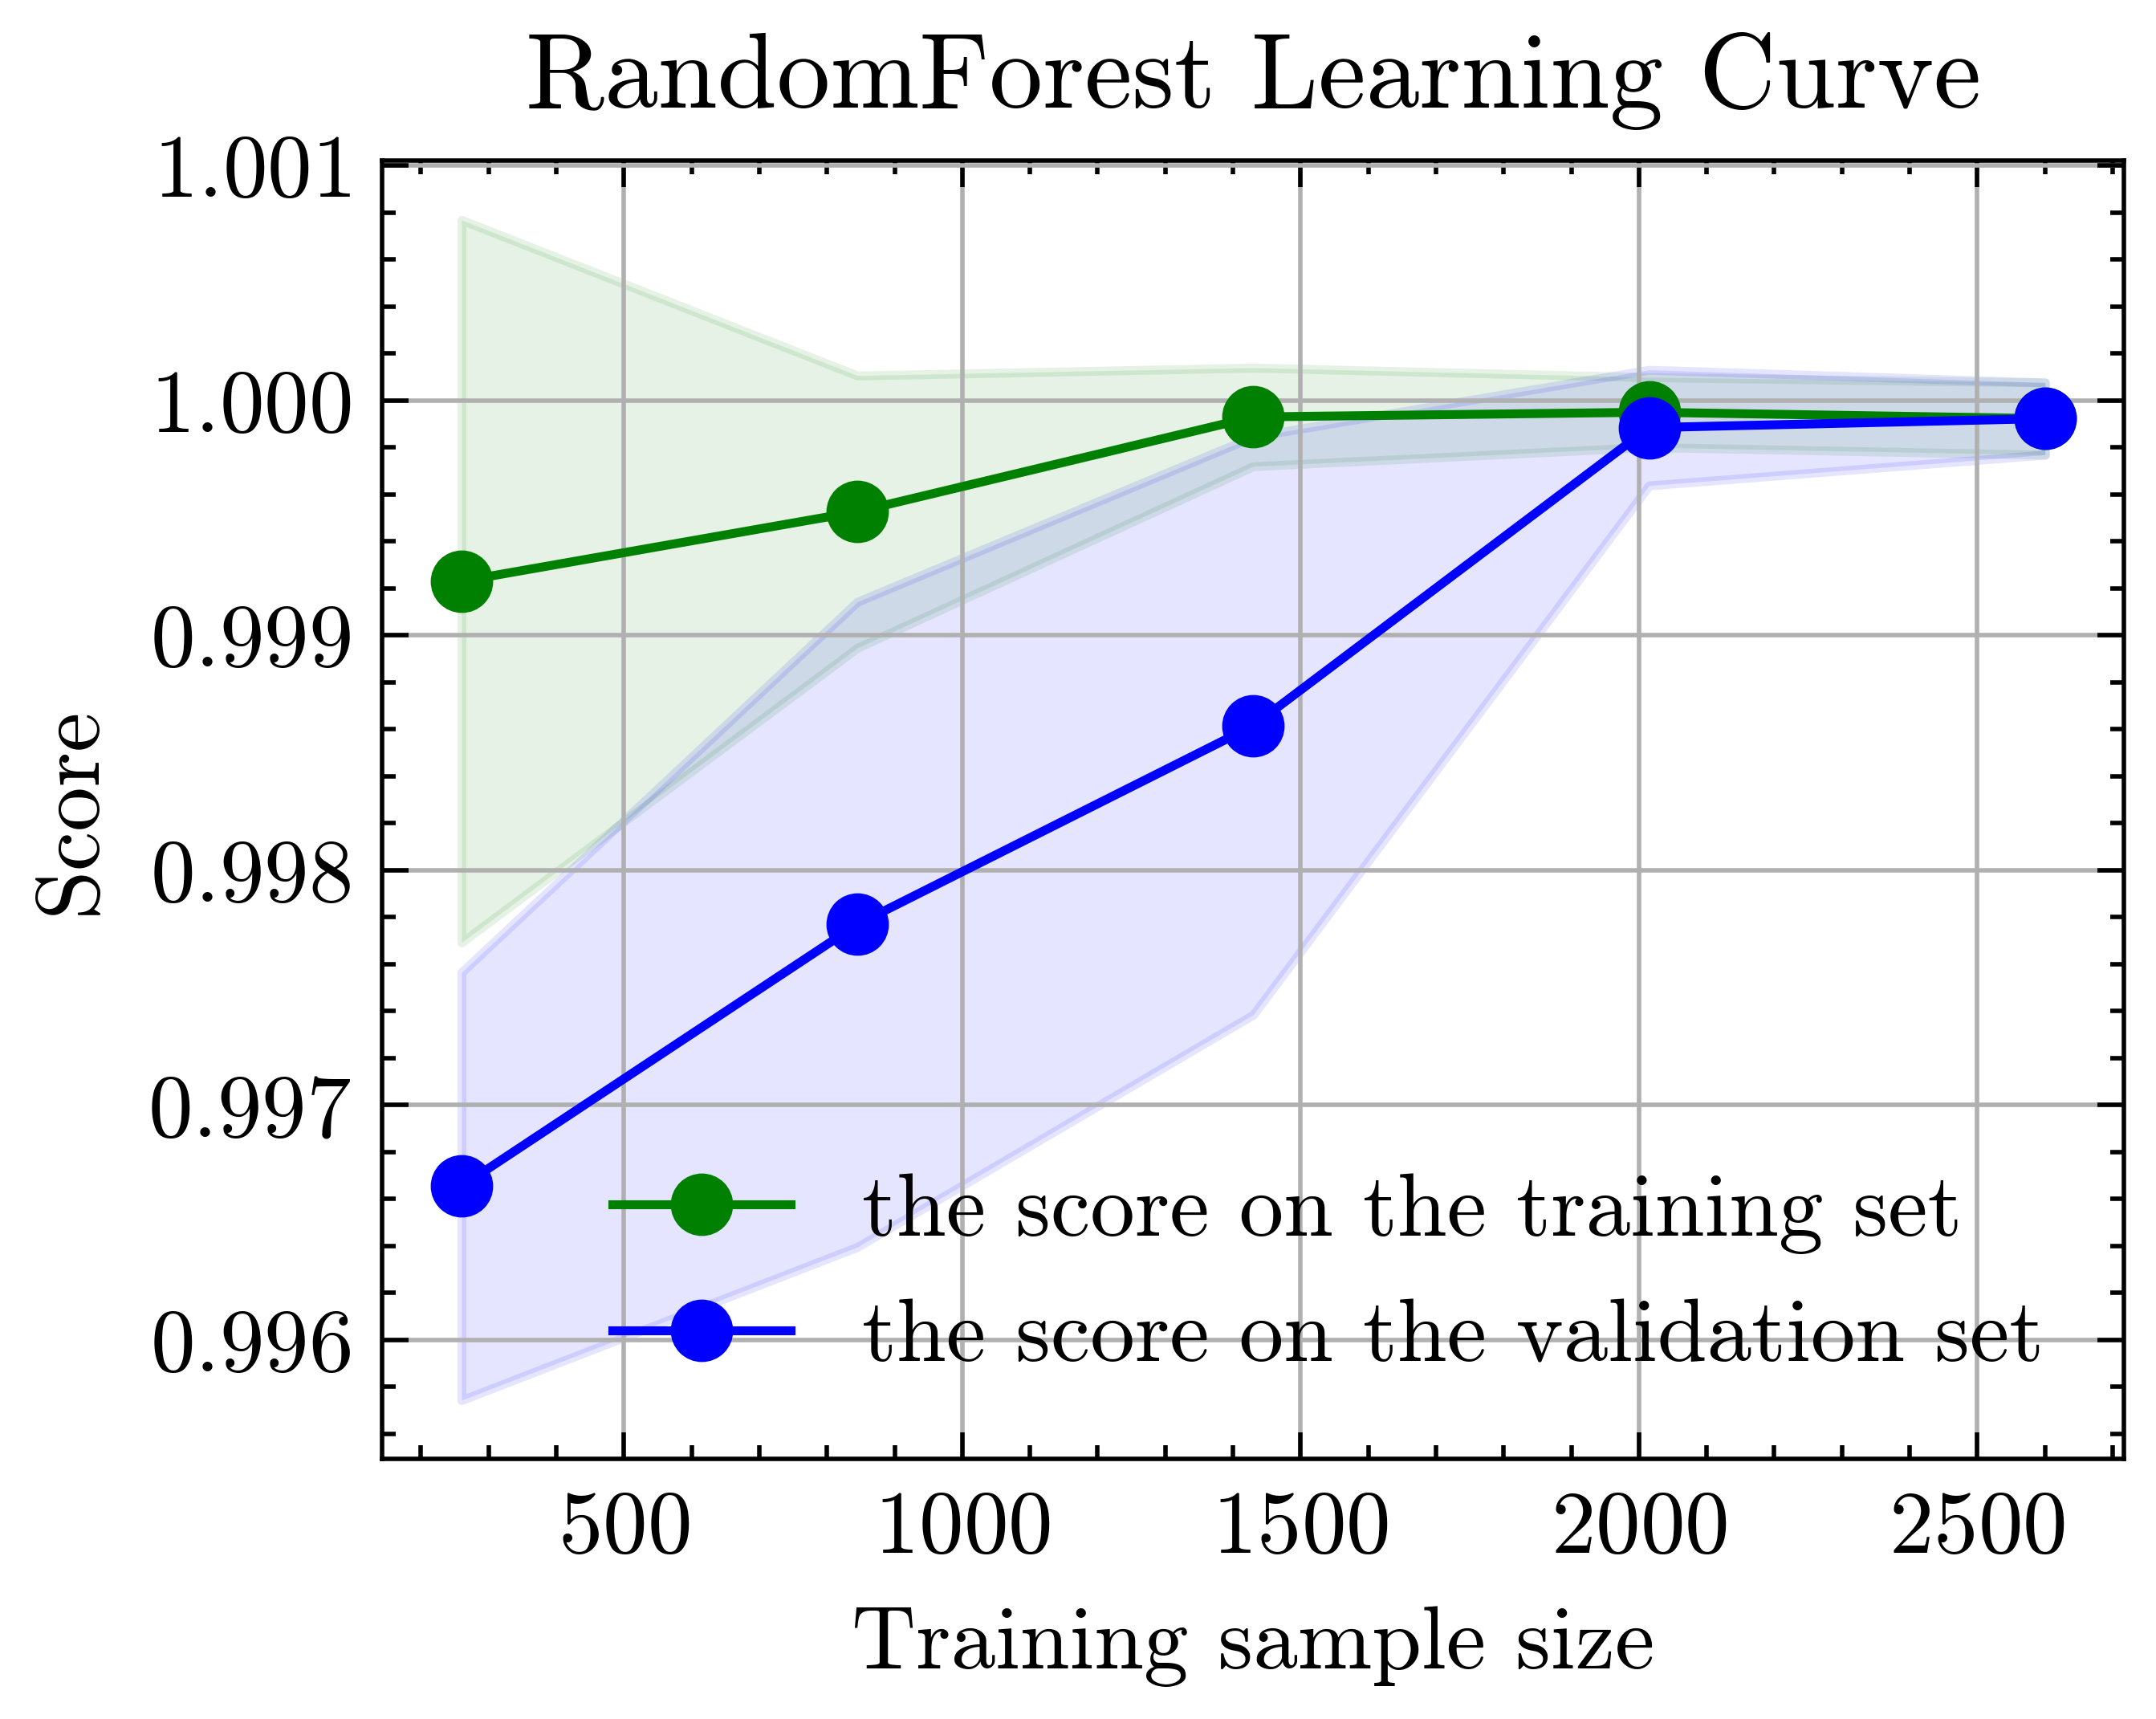 RandomForest Learning Curve
1.001
1.000
0.999
0.998
0.997
0.996
Score
the score on the training set
the score on the validation set
500 1000 1500 2000 2500
Training sample size